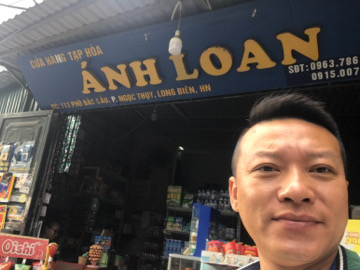 CỬA HÀNG TẠP HÓA
ÁNH LOAN
SĐT: 0963.786
0915.007
ĐC: 113 PHỐ BẮC CẦU, P. NGỌC THỤY, LONG BIÊN, HN
Oishi